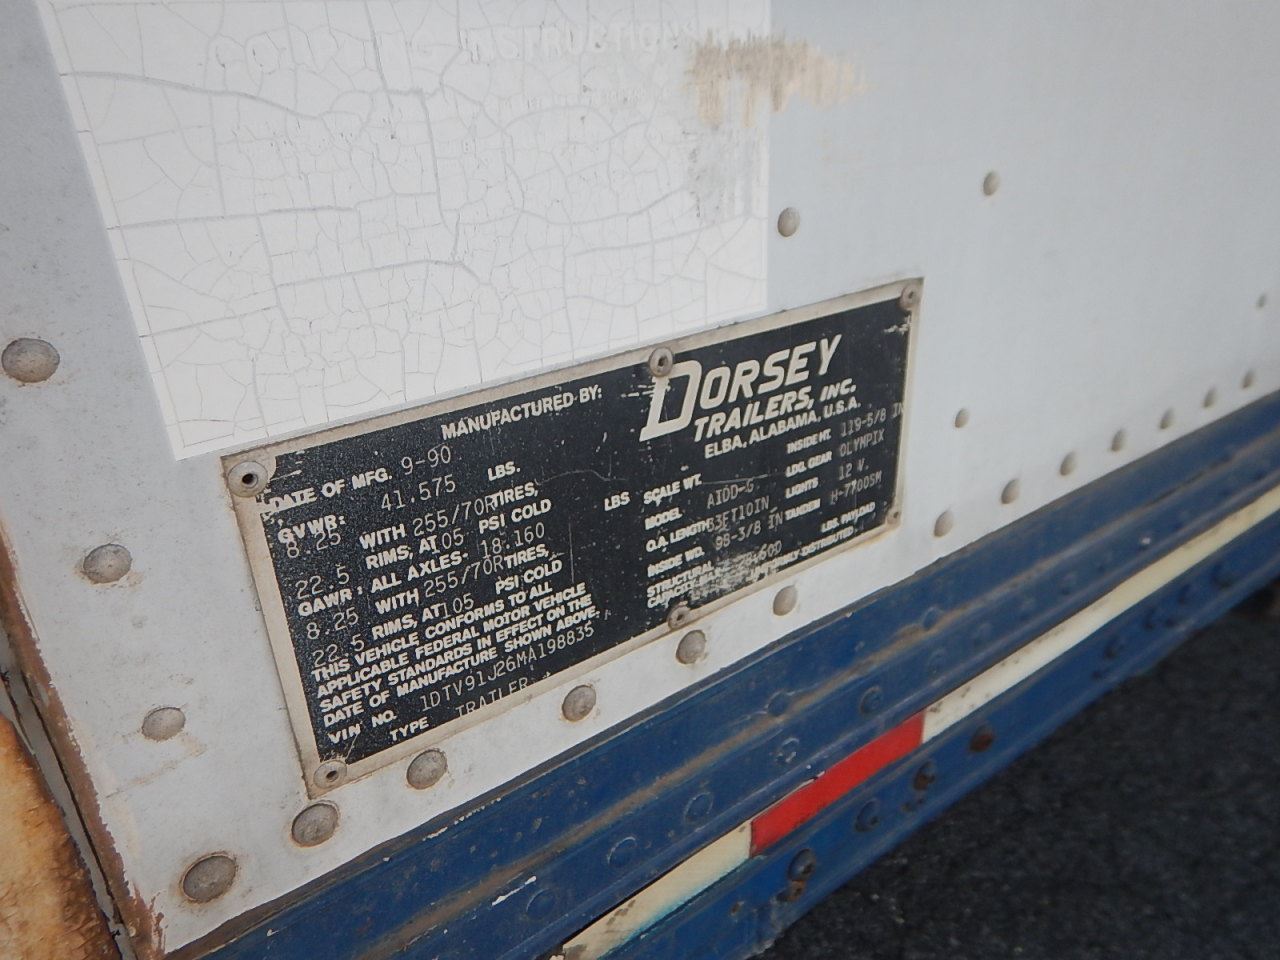 INSTRUCTIONS
MANUFACTURED BY:
DORSEY
TRAILERS, INC.
ELBA, ALABAMA, U.S.A.
DATE OF MFG. 9-90
GVWR: 41.575 LBS.
8.25 WITH 255/70R TIRES,
22.5 RIMS, AT 105 PSI COLD
GAWR: ALL AXLES- 18.160 LBS
8.25 WITH 255/70R TIRES,
22.5 RIMS, AT 105 PSI COLD
THIS VEHICLE CONFORMS TO ALL
APPLICABLE FEDERAL MOTOR VEHICLE
SAFETY STANDARDS IN EFFECT ON THE
DATE OF MANUFACTURE SHOWN ABOVE.
VIN NO. 1DTV91J26MA198835
TYPE TRAILER
SCALE WT. INSIDE HT. 119-5/8 IN
MODEL AIDD-G LDG. GEAR OLYMPIX
O.A. LENGTH 53FT10IN LIGHTS 12 V.
INSIDE WD. 98-3/8 IN TANDEM H-7700SM
STRUCTURAL LBS. PAYLOAD
CAPACITY UNIFORMLY DISTRIBUTED